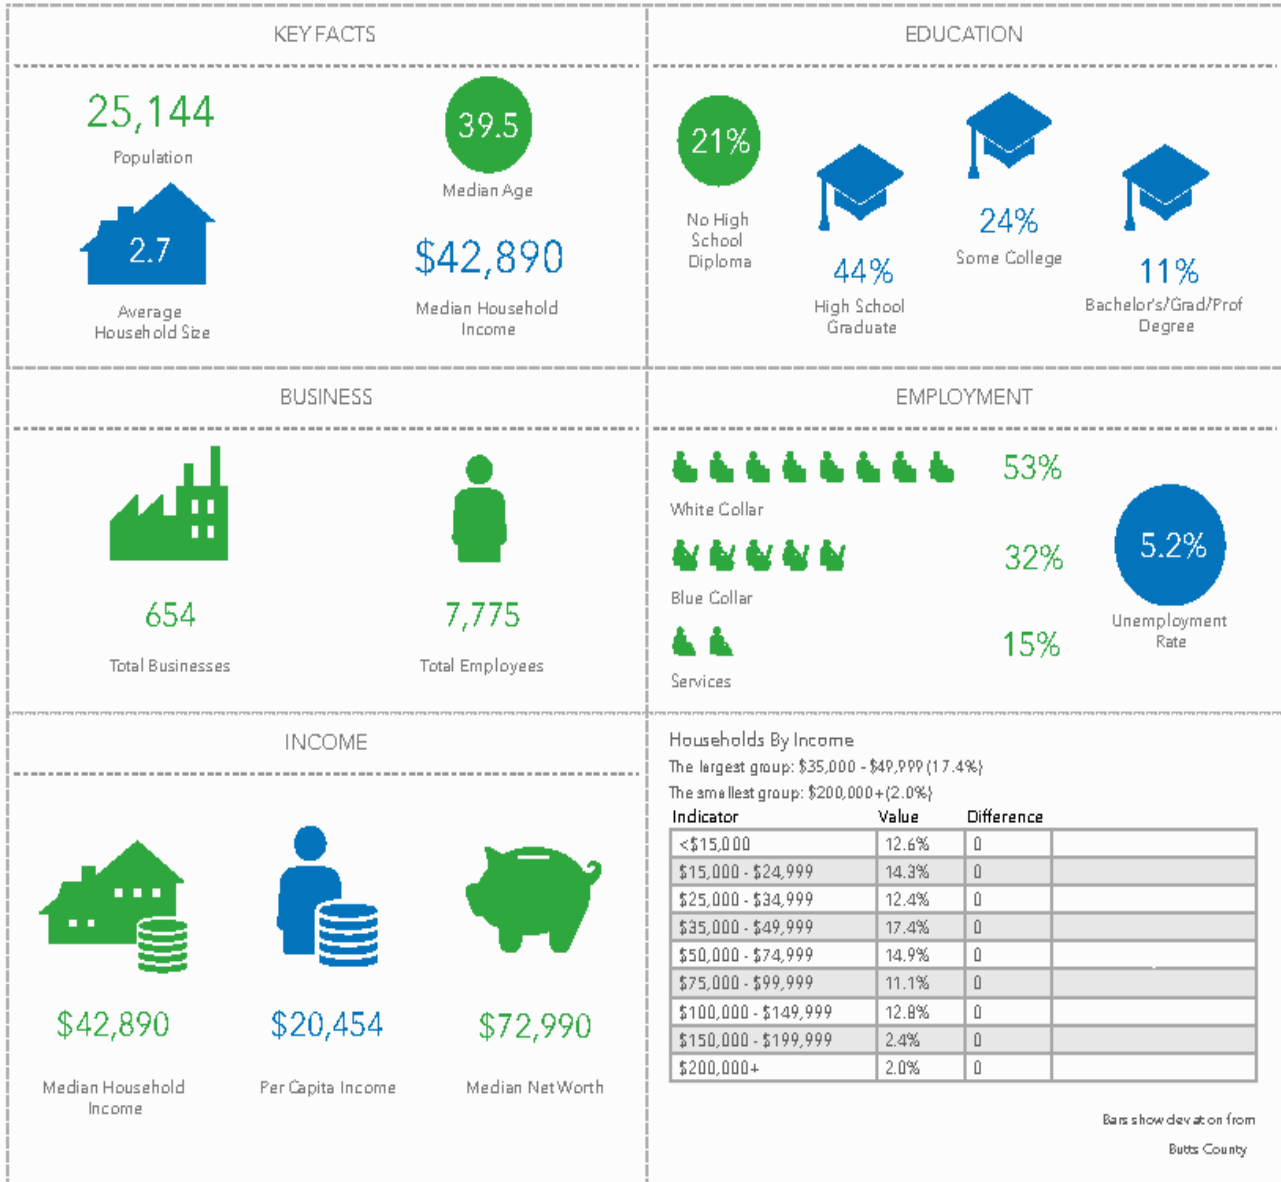 KEY FACTS
25,144
Population
39.5
Median Age
2.7
Average
Household Size
$42,890
Median Household
Income
EDUCATION
21%
No High
School
Diploma
44%
High School
Graduate
24%
Some College
11%
Bachelor's/Grad/Prof
Degree
BUSINESS
654
Total Businesses
7,775
Total Employees
EMPLOYMENT
53%
White Collar
32%
Blue Collar
15%
Services
5.2%
Unemployment
Rate
INCOME
$42,890
Median Household
Income
$20,454
Per Capita Income
$72,990
Median Net Worth
Households By Income
The largest group: $35,000 - $49,999 (17.4%)
The smallest group: $200,000+ (2.0%)
Indicator Value Difference
<$15,000 12.6% 0
$15,000 - $24,999 14.3% 0
$25,000 - $34,999 12.4% 0
$35,000 - $49,999 17.4% 0
$50,000 - $74,999 14.9% 0
$75,000 - $99,999 11.1% 0
$100,000 - $149,999 12.8% 0
$150,000 - $199,999 2.4% 0
$200,000+ 2.0% 0
Bars show deviation from
Butts County